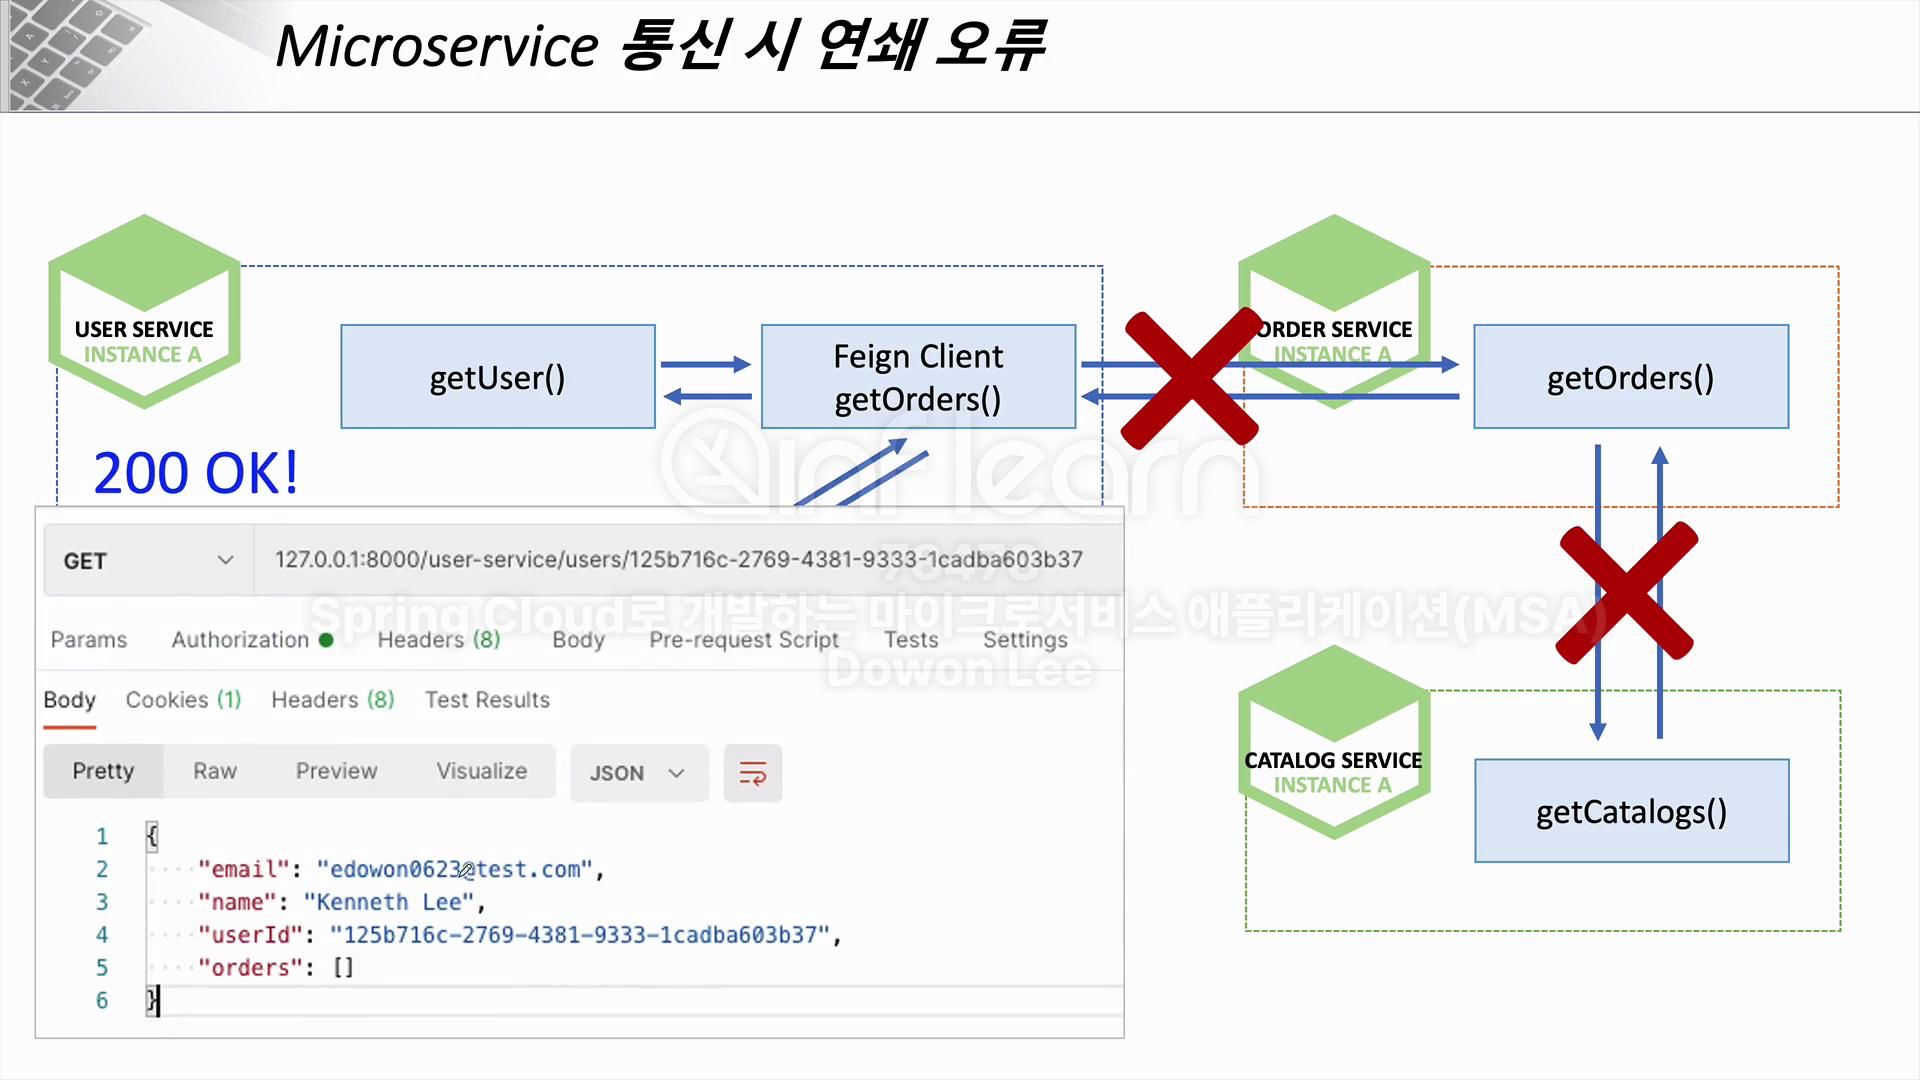 Microservice 통신 시 연쇄 오류
USER SERVICE
INSTANCE A
getUser()
Feign Client
getOrders()
ORDER SERVICE
INSTANCE A
getOrders()
200 OK!
inflearn
GET
127.0.0.1:8000/user-service/users/125b716c-2769-4381-9333-1cadba603b37
78478
Spring Cloud로 개발하는 마이크로서비스 애플리케이션(MSA)
Params Authorization Headers (8) Body Pre-request Script Tests Settings
Dowon Lee
Body Cookies (1) Headers (8) Test Results
Pretty Raw Preview Visualize JSON
1 {
2 "email": "edowon0623@test.com",
3 "name": "Kenneth Lee",
4 "userId": "125b716c-2769-4381-9333-1cadba603b37",
5 "orders": []
6 }
CATALOG SERVICE
INSTANCE A
getCatalogs()